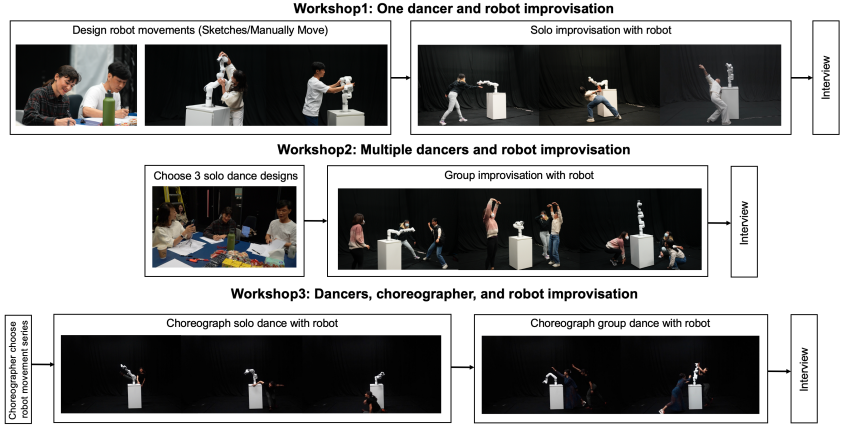 Workshop1: One dancer and robot improvisation
Design robot movements (Sketches/Manually Move)
Solo improvisation with robot
Interview
Workshop2: Multiple dancers and robot improvisation
Choose 3 solo dance designs
Group improvisation with robot
Interview
Workshop3: Dancers, choreographer, and robot improvisation
Choreographer choose
robot movement series
Choreograph solo dance with robot
Choreograph group dance with robot
Interview